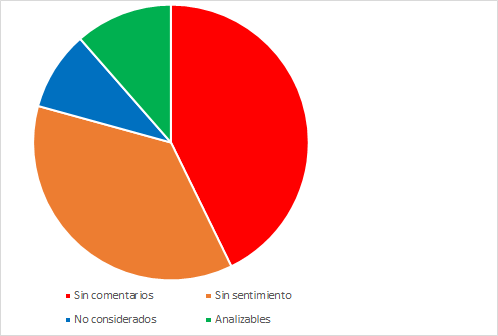 Sin comentarios
Sin sentimiento
No considerados
Analizables